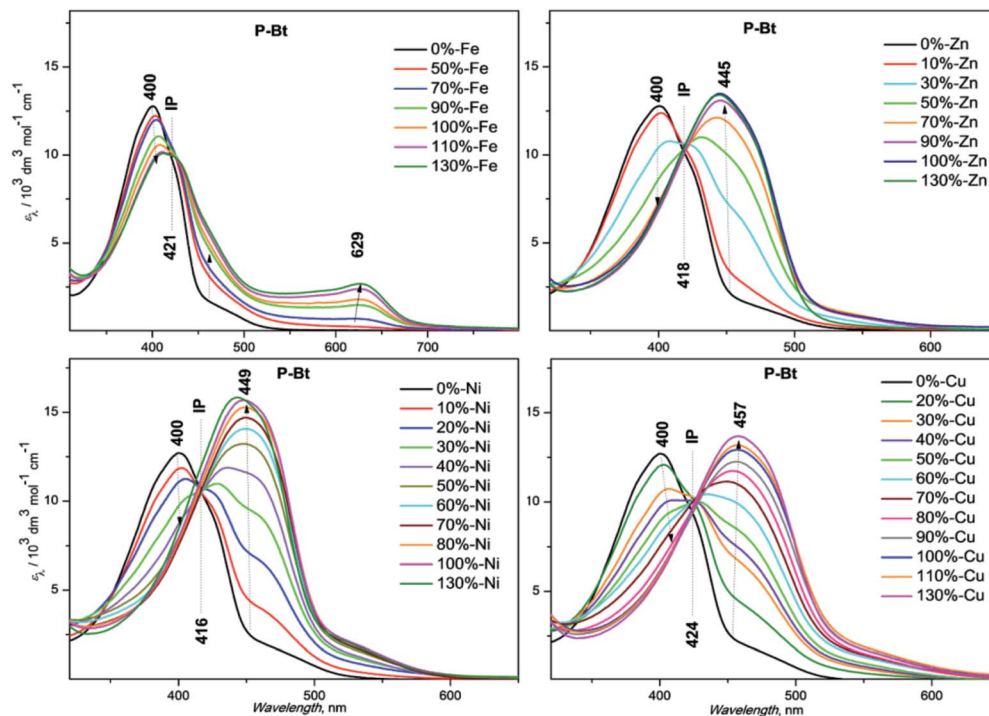 P-Bt
400
IP
421
629
0%-Fe
50%-Fe
70%-Fe
90%-Fe
100%-Fe
110%-Fe
130%-Fe
ελ / 10³ dm³ mol⁻¹ cm⁻¹
15
10
5
400
500
600
700
P-Bt
400
IP
445
418
0%-Zn
10%-Zn
30%-Zn
50%-Zn
70%-Zn
90%-Zn
100%-Zn
130%-Zn
15
10
5
400
500
600
P-Bt
400
IP
449
416
0%-Ni
10%-Ni
20%-Ni
30%-Ni
40%-Ni
50%-Ni
60%-Ni
70%-Ni
80%-Ni
100%-Ni
130%-Ni
ελ / 10³ dm³ mol⁻¹ cm⁻¹
15
10
5
400
500
600
Wavelength, nm
P-Bt
400
IP
457
424
0%-Cu
20%-Cu
30%-Cu
40%-Cu
50%-Cu
60%-Cu
70%-Cu
80%-Cu
90%-Cu
100%-Cu
110%-Cu
130%-Cu
15
10
5
400
500
600
Wavelength, nm